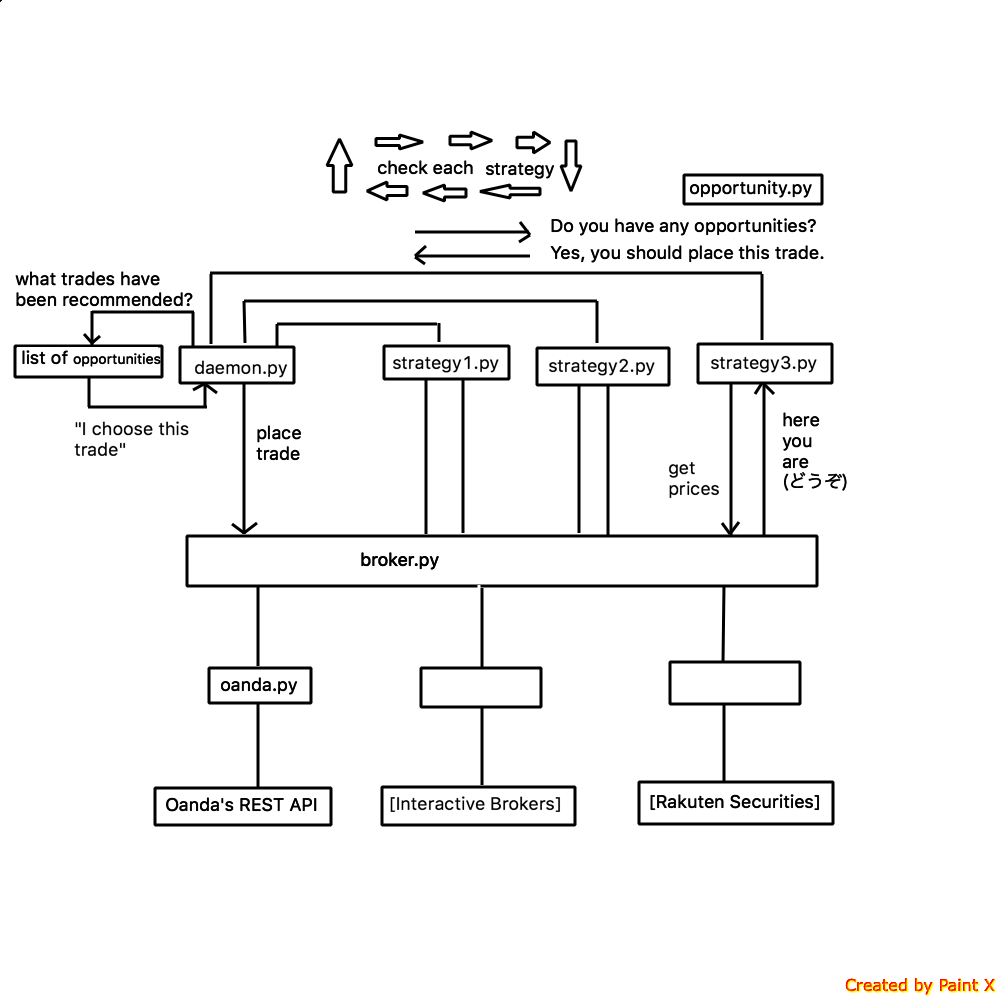 check each strategy
opportunity.py
Do you have any opportunities?
Yes, you should place this trade.
what trades have
been recommended?
list of opportunities
daemon.py
strategy1.py
strategy2.py
strategy3.py
"I choose this
trade"
place
trade
get
prices
here
you
are
(どうぞ)
broker.py
oanda.py
Oanda's REST API
[Interactive Brokers]
[Rakuten Securities]
Created by Paint X